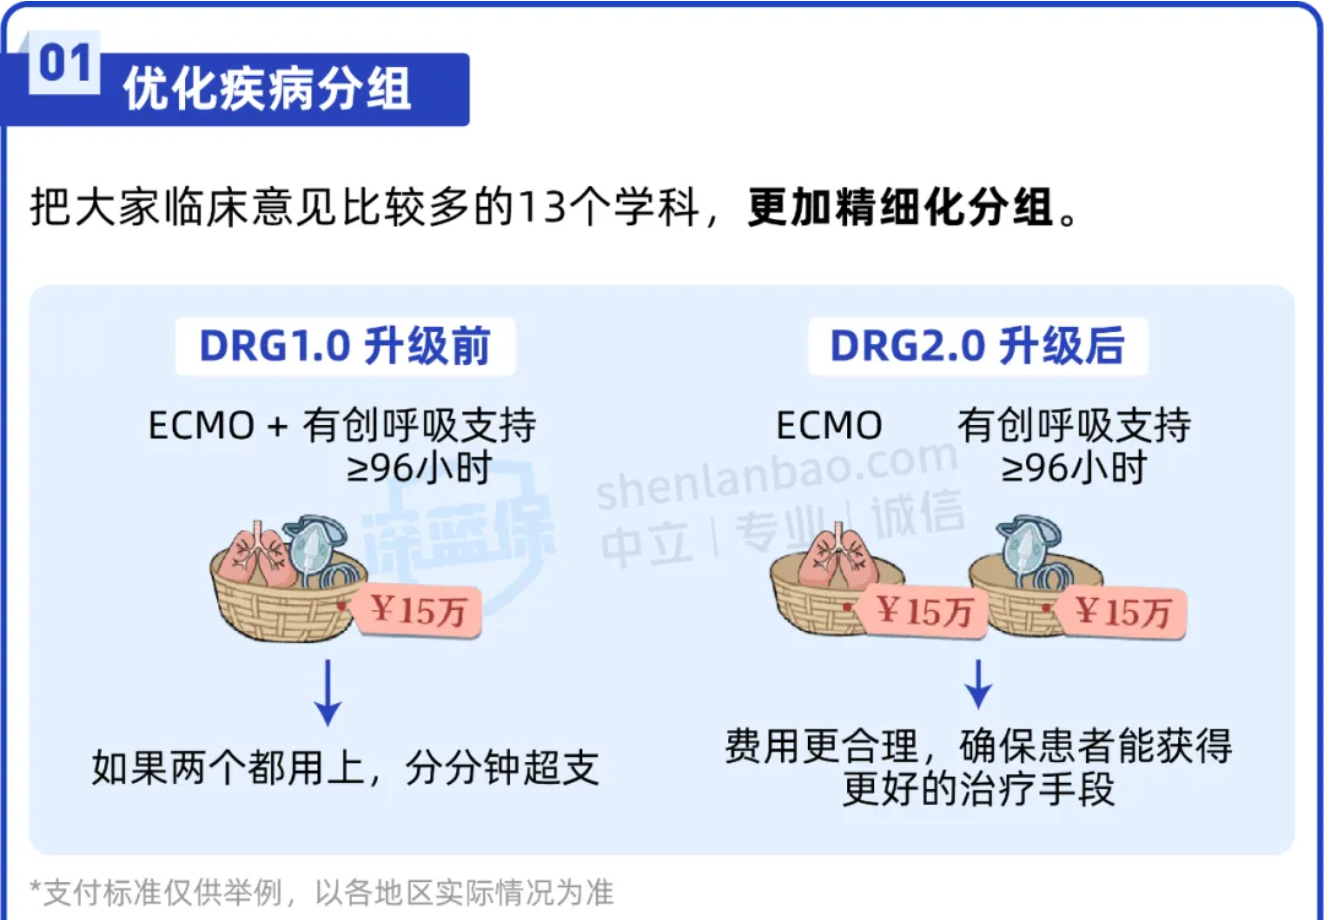 01
优化疾病分组
把大家临床意见比较多的13个学科，更加精细化分组。
DRG1.0 升级前
ECMO + 有创呼吸支持
≥96小时
¥15万
如果两个都用上，分分钟超支
DRG2.0 升级后
ECMO
有创呼吸支持
≥96小时
¥15万
¥15万
费用更合理，确保患者能获得
更好的治疗手段
深蓝保
shenlanbao.com
中立|专业|诚信
*支付标准仅供举例，以各地区实际情况为准